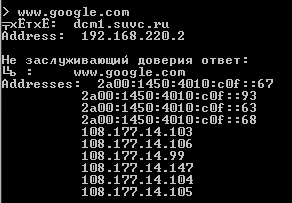 > www.google.com
╤хЁтхЁ:  dcm1.suvc.ru
Address:  192.168.220.2
Не заслуживающий доверия ответ:
╚ь :     www.google.com
Addresses:  2a00:1450:4010:c0f::67
2a00:1450:4010:c0f::93
2a00:1450:4010:c0f::63
2a00:1450:4010:c0f::68
108.177.14.103
108.177.14.106
108.177.14.99
108.177.14.147
108.177.14.104
108.177.14.105